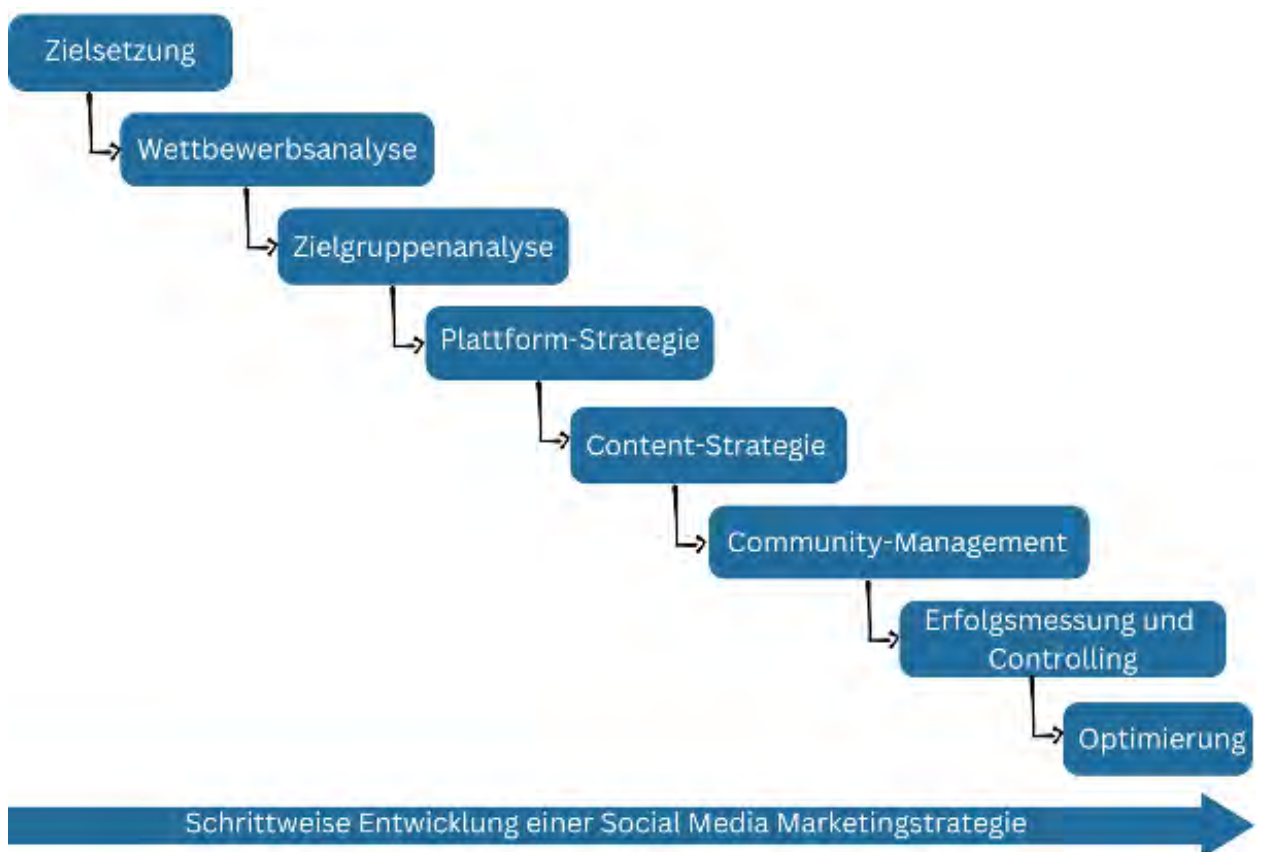 Zielsetzung
Wettbewerbsanalyse
Zielgruppenanalyse
Plattform-Strategie
Content-Strategie
Community-Management
Erfolgsmessung und
Controlling
Optimierung
Schrittweise Entwicklung einer Social Media Marketingstrategie